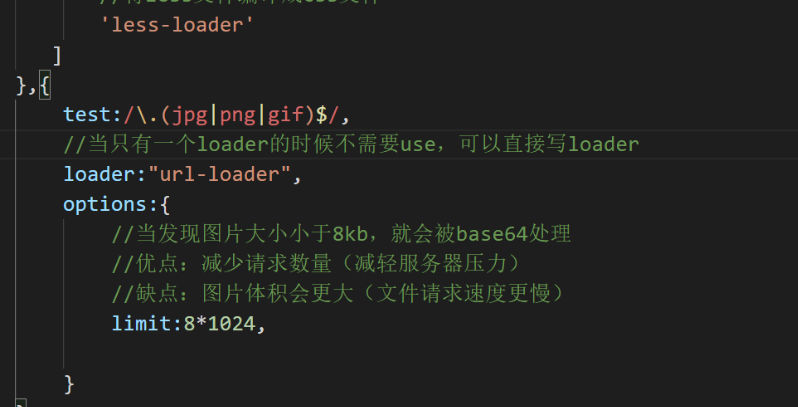 'less-loader'
]
},{
test:/\.(jpg|png|gif)$/,
//当只有一个loader的时候不需要use，可以直接写loader
loader:"url-loader",
options:{
//当发现图片大小小于8kb，就会被base64处理
//优点：减少请求数量（减轻服务器压力）
//缺点：图片体积会更大（文件请求速度更慢）
limit:8*1024,
}